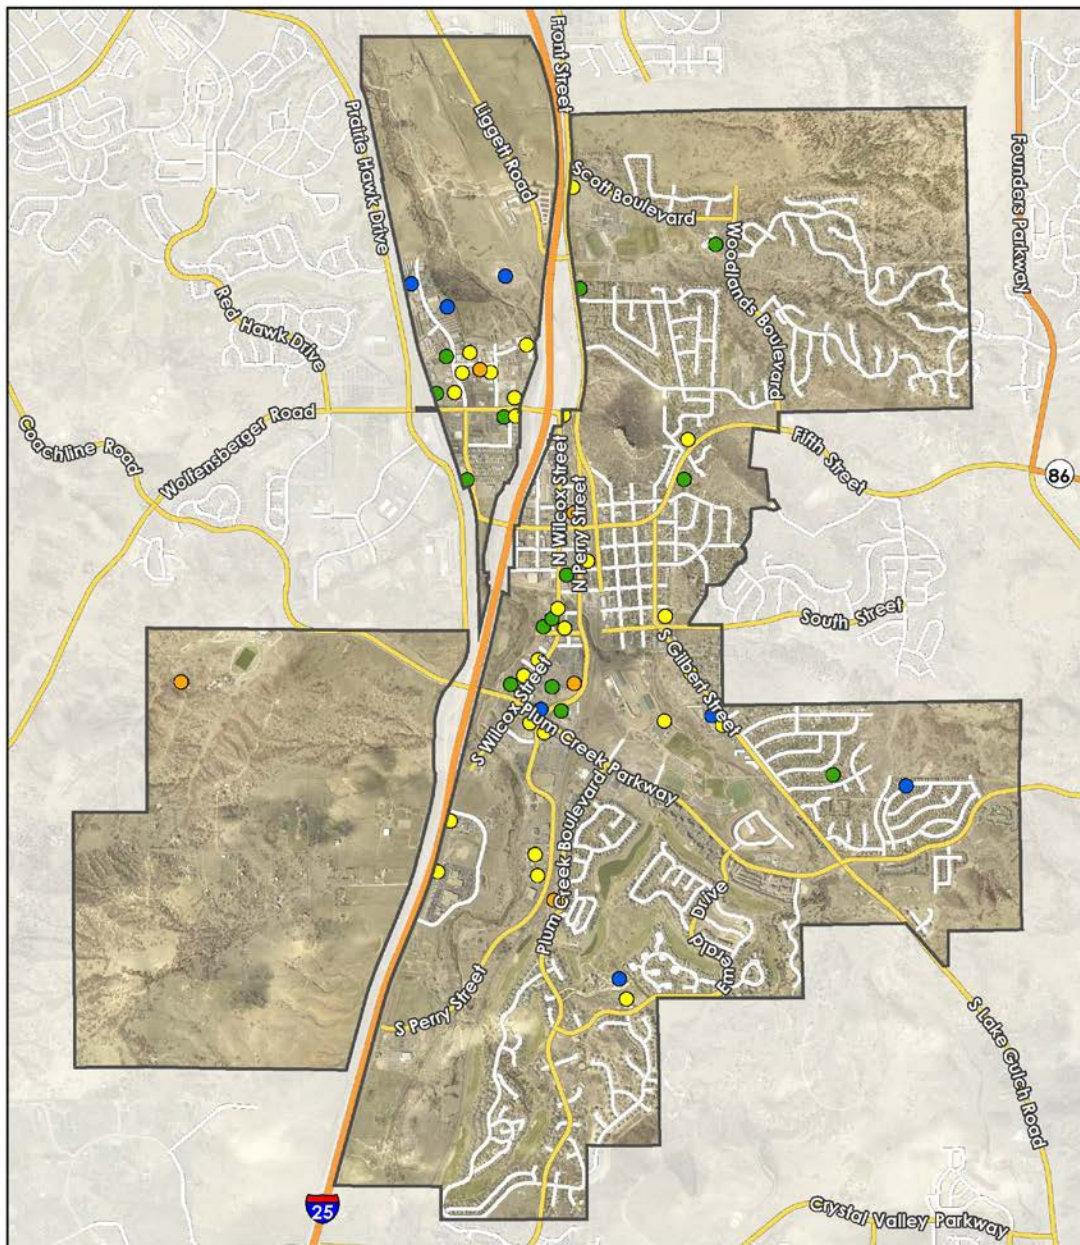 Front Street
Liggett Road
Prairie Hawk Drive
Scott Boulevard
Woodlands Boulevard
Founders Parkway
Red Hawk Drive
Coachline Road
Wolfensberger Road
Fifth Street
86
N Wilcox Street
N Perry Street
South Street
S Gilbert Street
S Wilcox Street
Plum Creek Parkway
Plum Creek Boulevard
Emerald Drive
S Perry Street
S Lake Gulch Road
25
Crystal Valley Parkway